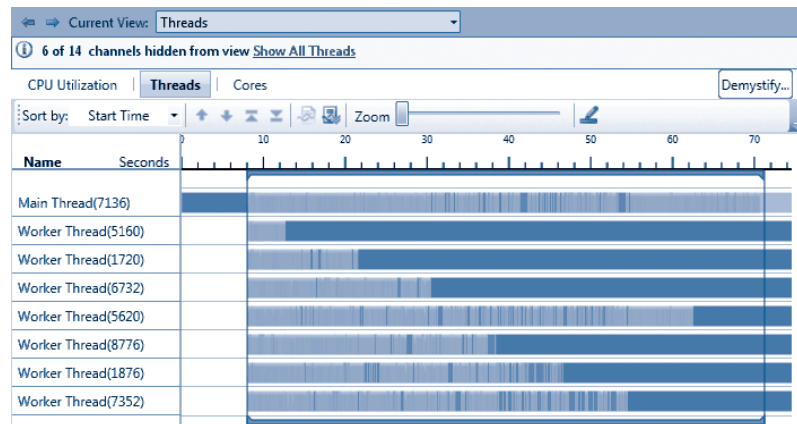 Current View: Threads
6 of 14 channels hidden from view Show All Threads
CPU Utilization | Threads | Cores Demystify...
Sort by: Start Time Zoom
0 10 20 30 40 50 60 70
Name Seconds
Main Thread(7136)
Worker Thread(5160)
Worker Thread(1720)
Worker Thread(6732)
Worker Thread(5620)
Worker Thread(8776)
Worker Thread(1876)
Worker Thread(7352)